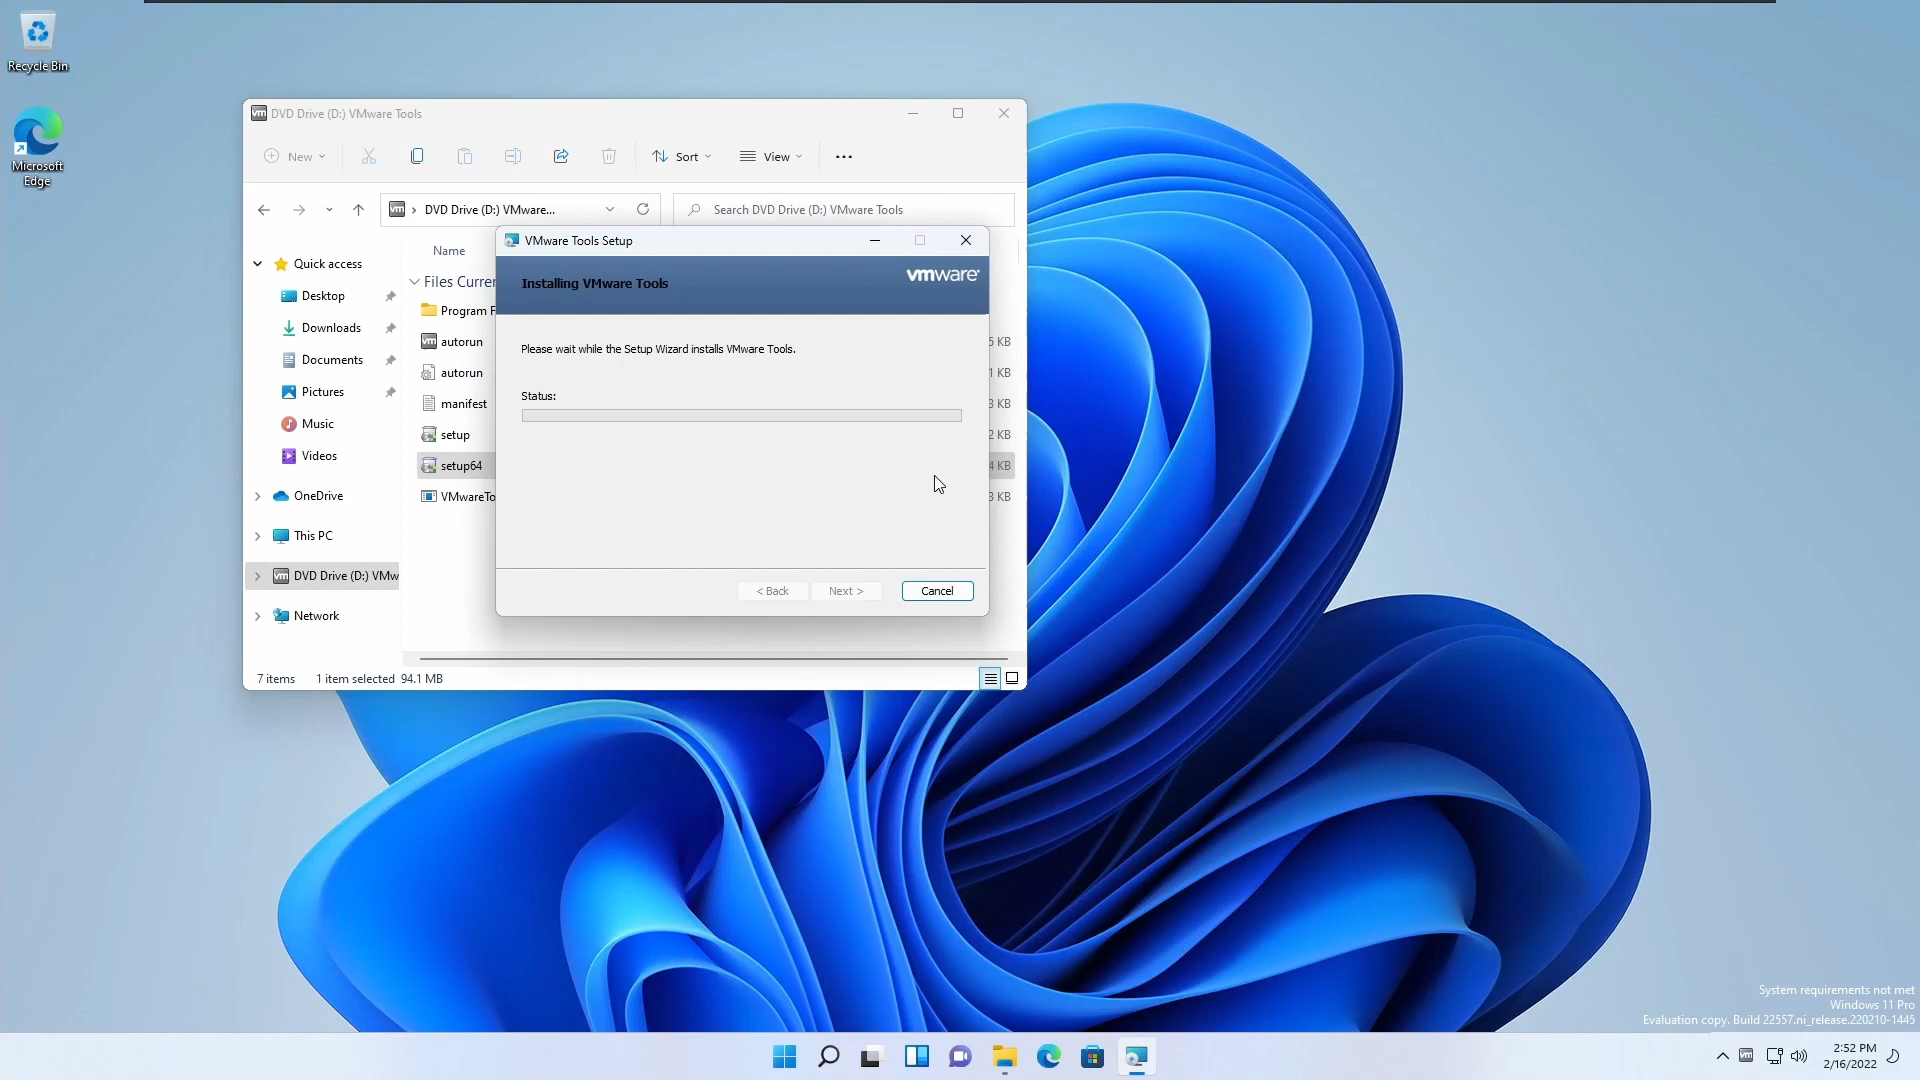 Recycle Bin
Microsoft
Edge
vm DVD Drive (D:) VMware Tools
New
Sort
View
vm DVD Drive (D:) VMware...
Search DVD Drive (D:) VMware Tools
Name
Quick access
Desktop
Downloads
Documents
Pictures
Music
Videos
OneDrive
This PC
vm DVD Drive (D:) VMw
Network
Files Curren
Program F
vm autorun
autorun
manifest
setup
setup64
VMwareTo
5 KB
1 KB
3 KB
2 KB
4 KB
3 KB
7 items 1 item selected 94.1 MB
VMware Tools Setup
Installing VMware Tools
vmware
Please wait while the Setup Wizard installs VMware Tools.
Status:
< Back
Next >
Cancel
System requirements not met
Windows 11 Pro
Evaluation copy. Build 22557.ni_release.220210-1445
vm
2:52 PM
2/16/2022